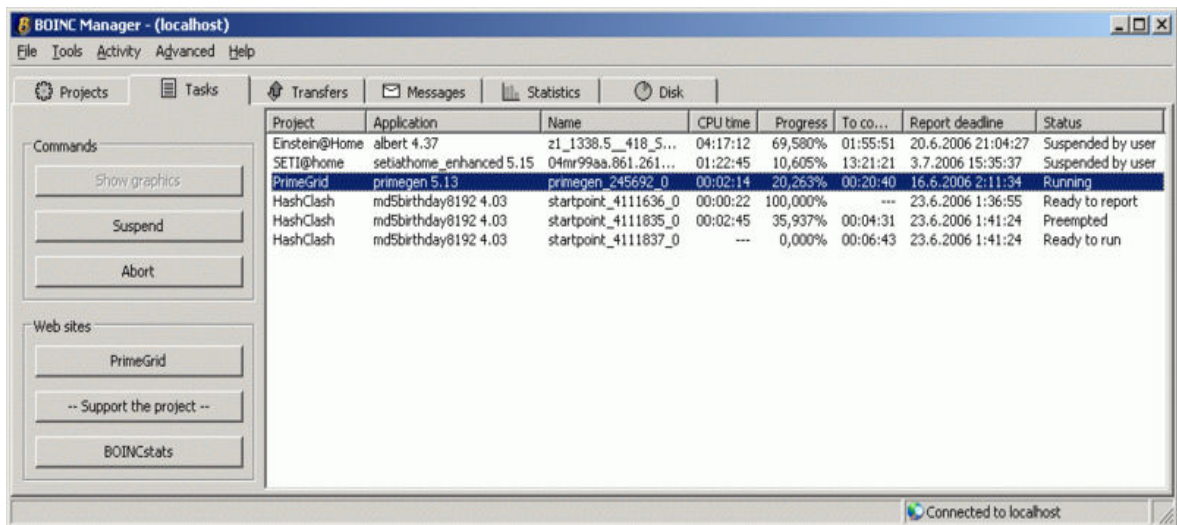 BOINC Manager - (localhost)
File Tools Activity Advanced Help
Projects Tasks Transfers Messages Statistics Disk
Commands
Show graphics
Suspend
Abort
Web sites
PrimeGrid
-- Support the project --
BOINCstats
Project Application Name CPU time Progress To co... Report deadline Status
Einstein@Home albert 4.37 z1_1338.5__418_S... 04:17:12 69,580% 01:55:51 20.6.2006 21:04:27 Suspended by user
SETI@home setiathome_enhanced 5.15 04mr99aa.861.261... 01:22:45 10,605% 13:21:21 3.7.2006 15:35:37 Suspended by user
PrimeGrid primegen 5.13 primegen_245692_0 00:02:14 20,263% 00:20:40 16.6.2006 2:11:34 Running
HashClash md5birthday8192 4.03 startpoint_4111636_0 00:00:22 100,000% --- 23.6.2006 1:36:55 Ready to report
HashClash md5birthday8192 4.03 startpoint_4111835_0 00:02:45 35,937% 00:04:31 23.6.2006 1:41:24 Preempted
HashClash md5birthday8192 4.03 startpoint_4111837_0 --- 0,000% 00:06:43 23.6.2006 1:41:24 Ready to run
Connected to localhost